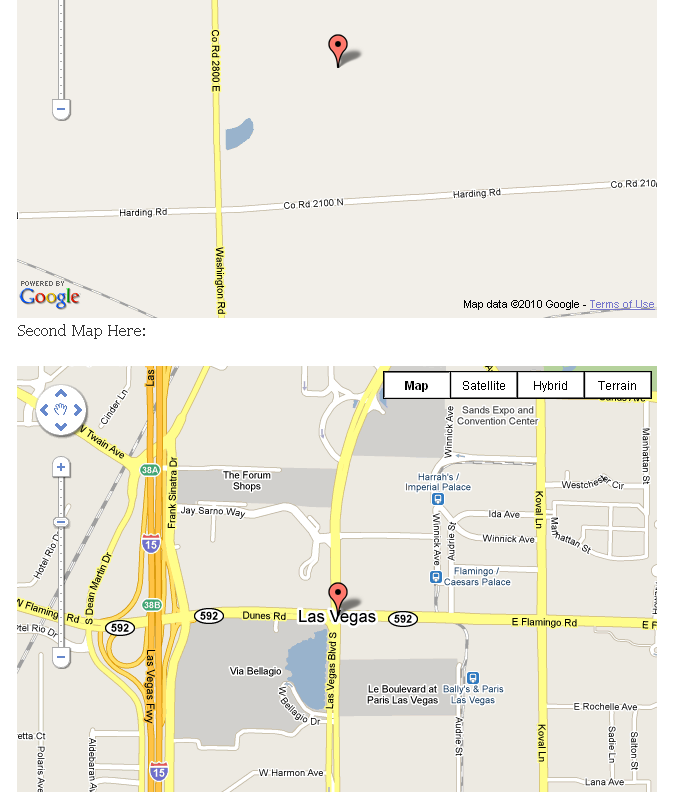 Co Rd 2800 E
Harding Rd
Co Rd 2100 N
Harding Rd
Co Rd 210
Washington Rd
POWERED BY
Google
Map data ©2010 Google - Terms of Use
Second Map Here:
Map
Satellite
Hybrid
Terrain
Las
Cinder Ln
W Twain Ave
38A
Frank Sinatra Dr
The Forum
Shops
Jay Sarno Way
Sands Expo and
Convention Center
Winnick Ave
Harrah's /
Imperial Palace
Koval Ln
Manhattan St
Westchester Cir
Ida Ave
Winnick Ave
Manhattan St
Winnick Ave
Audrie St
15
Hotel Rio D
S Dean Martin Dr
Flamingo /
Caesars Palace
38B
W Flamingo Rd
592
592
Dunes Rd
Las Vegas
592
E Flamingo Rd
E F
otel Rio Dr
Las Vegas Fwy
Via Bellagio
W Bellagio Dr
Las Vegas Blvd S
Le Boulevard at
Paris Las Vegas
Bally's & Paris
Las Vegas
Audrie St
Koval Ln
E Rochelle Ave
Sadie Ln
Salton St
etta Ct
Polaris Ave
Aldebaran Av
15
W Harmon Ave
Lana Ave